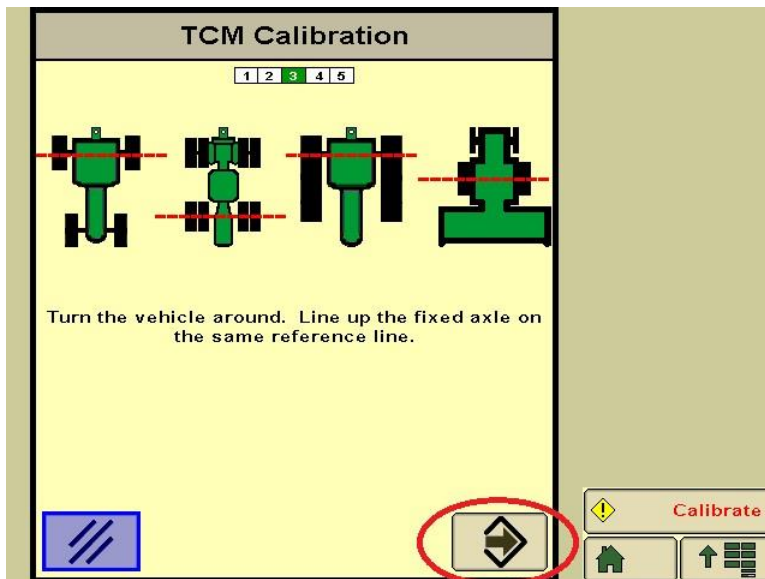 TCM Calibration
1 2 3 4 5
Turn the vehicle around. Line up the fixed axle on
the same reference line.
Calibrate